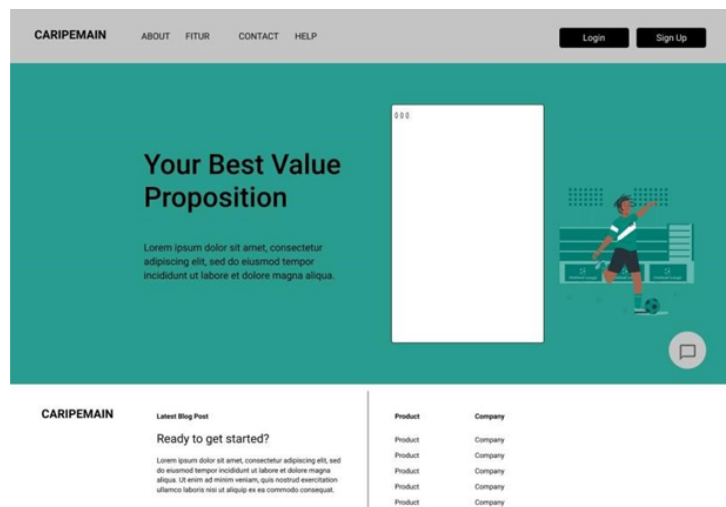 CARIPEMAIN
ABOUT FITUR CONTACT HELP
Login Sign Up
Your Best Value
Proposition
Lorem ipsum dolor sit amet, consectetur
adipiscing elit, sed do eiusmod tempor
incididunt ut labore et dolore magna aliqua.
000
CARIPEMAIN
Latest Blog Post
Ready to get started?
Lorem ipsum dolor sit amet, consectetur adipiscing elit, sed
do eiusmod tempor incididunt ut labore et dolore magna
aliqua. Ut enim ad minim veniam, quis nostrud exercitation
ullamco laboris nisi ut aliquip ex ea commodo consequat.
Product Company
Product Company
Product Company
Product Company
Product Company
Product Company